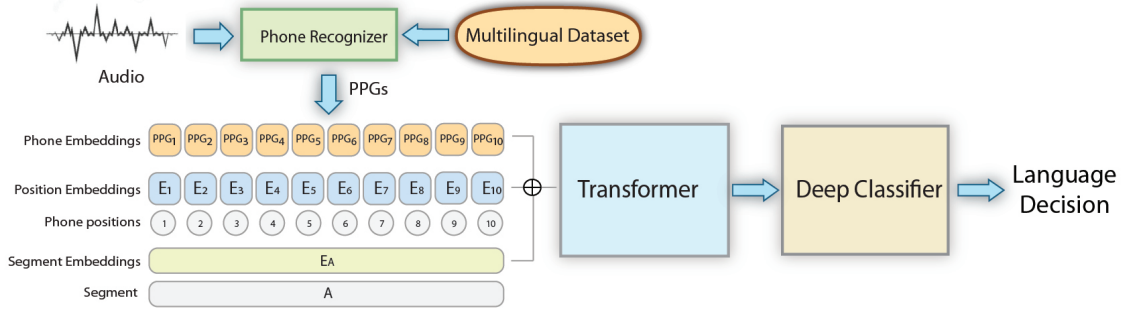 Audio
Phone Recognizer
Multilingual Dataset
PPGs
Phone Embeddings PPG1 PPG2 PPG3 PPG4 PPG5 PPG6 PPG7 PPG8 PPG9 PPG10
Position Embeddings E1 E2 E3 E4 E5 E6 E7 E8 E9 E10
Phone positions 1 2 3 4 5 6 7 8 9 10
Segment Embeddings EA
Segment A
Transformer
Deep Classifier
Language
Decision